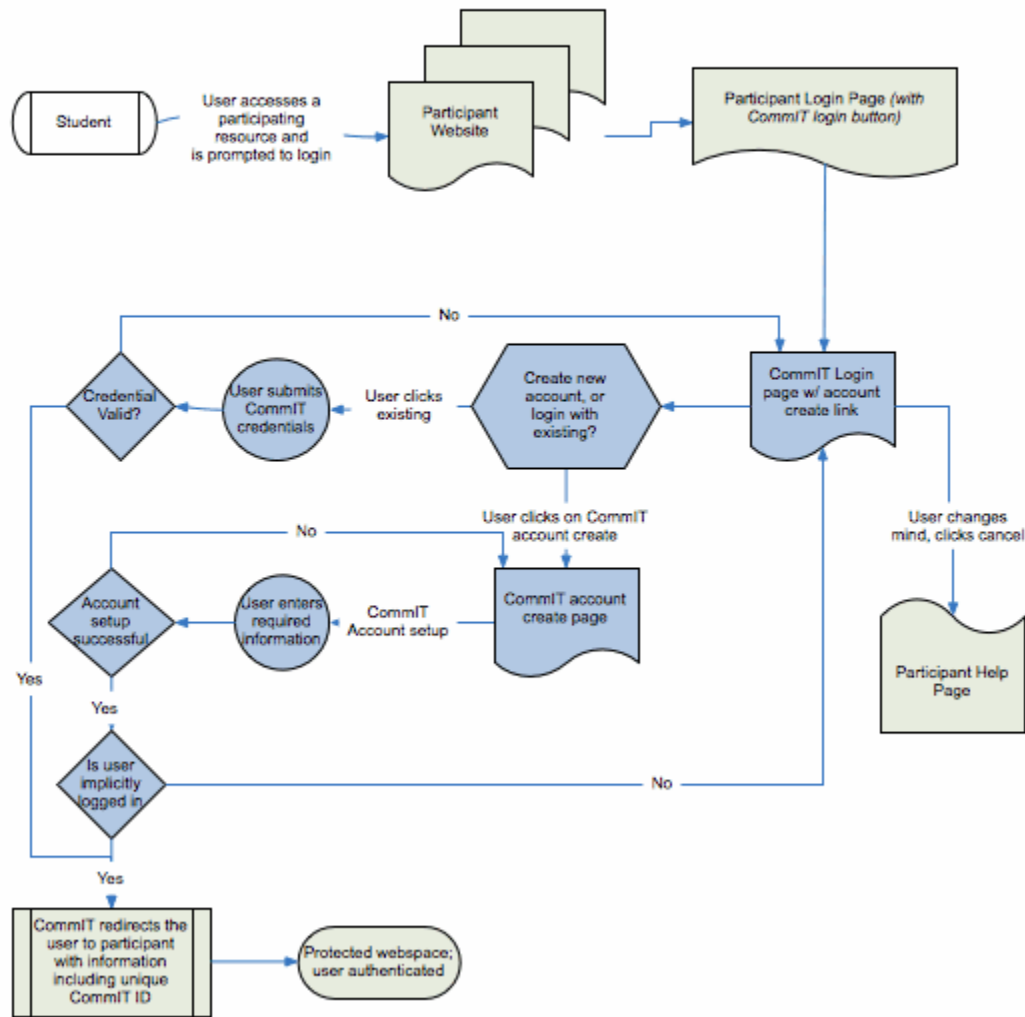 Student
User accesses a
participating
resource and
is prompted to login
Participant
Website
Participant Login Page (with
CommIT login button)
No
Credential
Valid?
User submits
CommIT
credentials
User clicks
existing
Create new
account, or
login with
existing?
CommIT Login
page w/ account
create link
User clicks on CommIT
account create
User changes
mind, clicks cancel
No
Account
setup
successful
User enters
required
information
CommIT
Account setup
CommIT account
create page
Participant Help
Page
Yes
Yes
Is user
implicitly
logged in
No
Yes
CommIT redirects the
user to participant
with information
including unique
CommIT ID
Protected webspace;
user authenticated